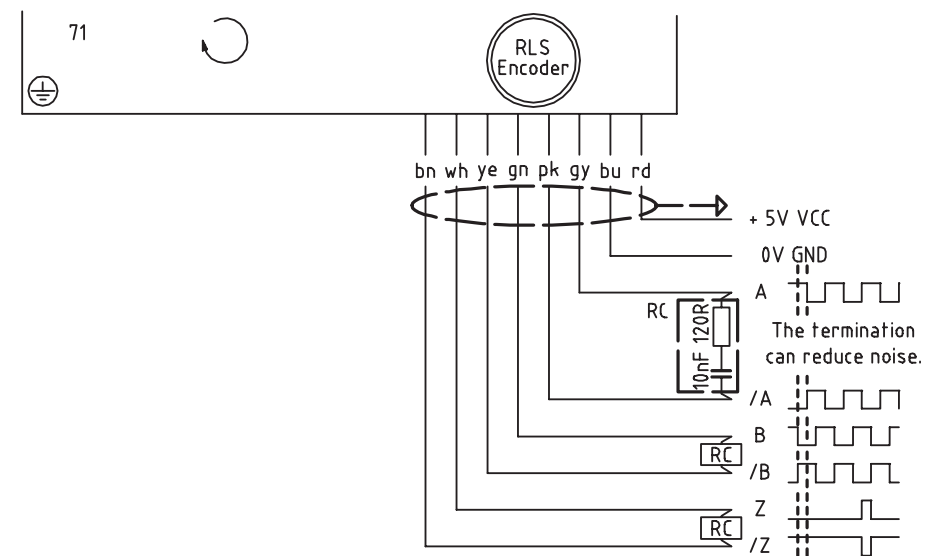 71
RLS
Encoder
bn wh ye gn pk gy bu rd
+ 5V VCC
0V GND
A
RC
120R
10nF
The termination
can reduce noise.
/A
B
RC
/B
Z
RC
/Z